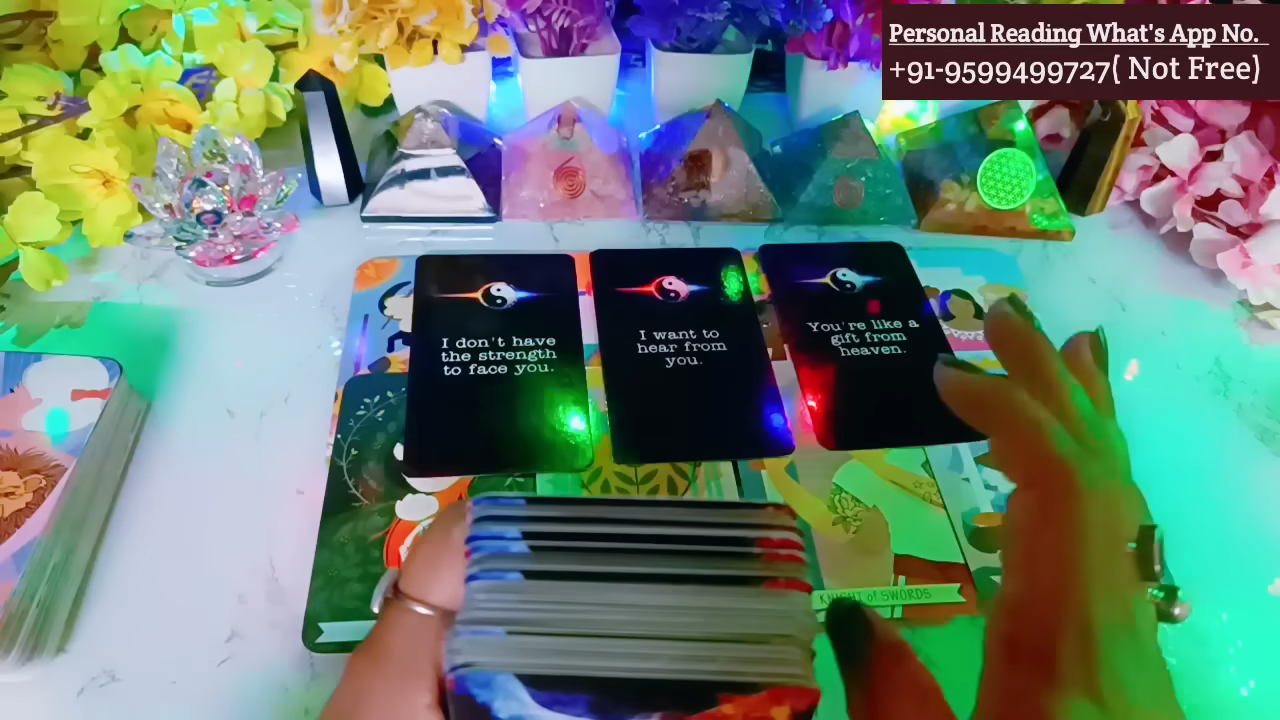 Personal Reading What's App No.
+91-9599499727( Not Free)
I don't have
the strength
to face you.
I want to
hear from
you.
You're like a
gift from
heaven.
KNIGHT of SWORDS